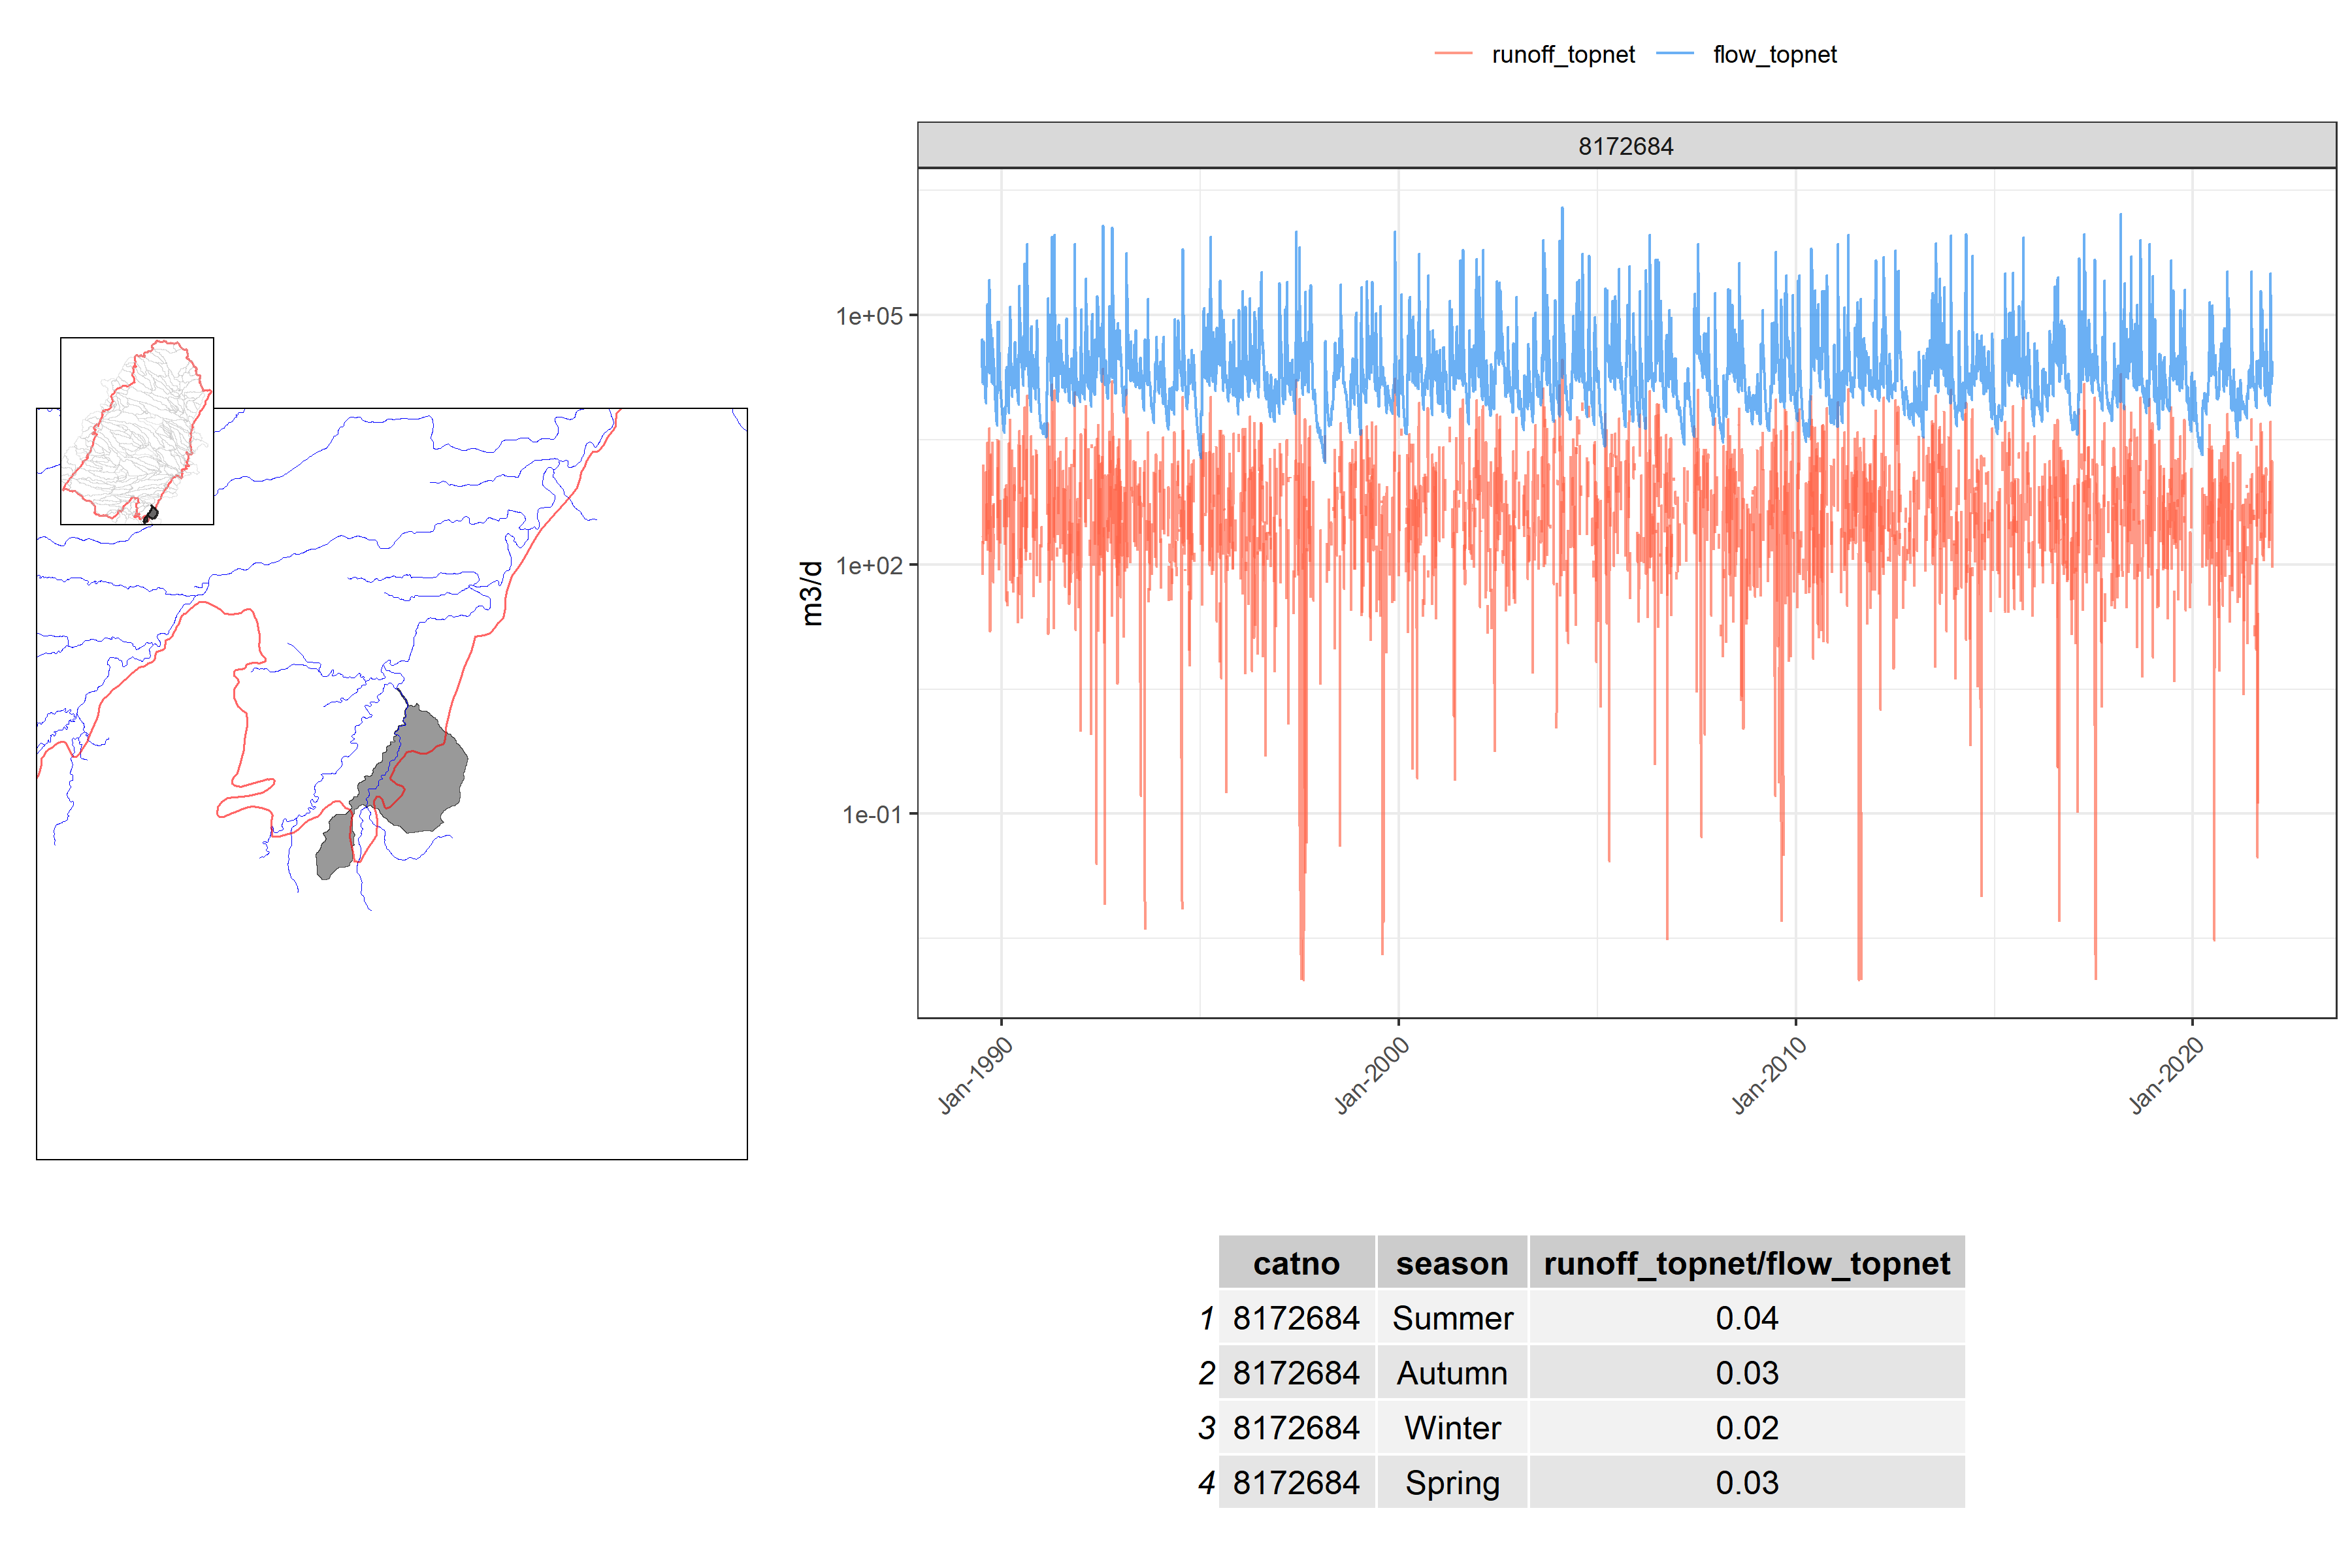 runoff_topnet flow_topnet
8172684
m3/d
1e+05
1e+02
1e-01
Jan-1990 Jan-2000 Jan-2010 Jan-2020
catno season runoff_topnet/flow_topnet
1 8172684 Summer 0.04
2 8172684 Autumn 0.03
3 8172684 Winter 0.02
4 8172684 Spring 0.03